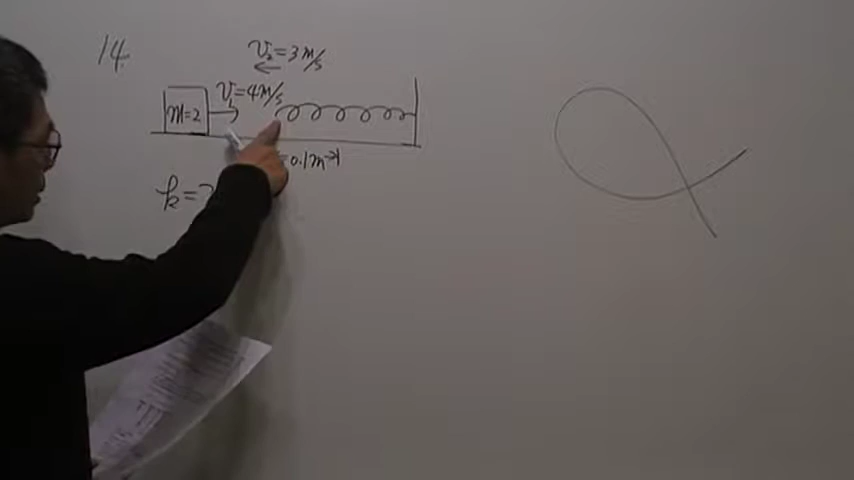 14.
V₂=3m/s
←
m=2
V₁=4m/s
=0.1m
k=?